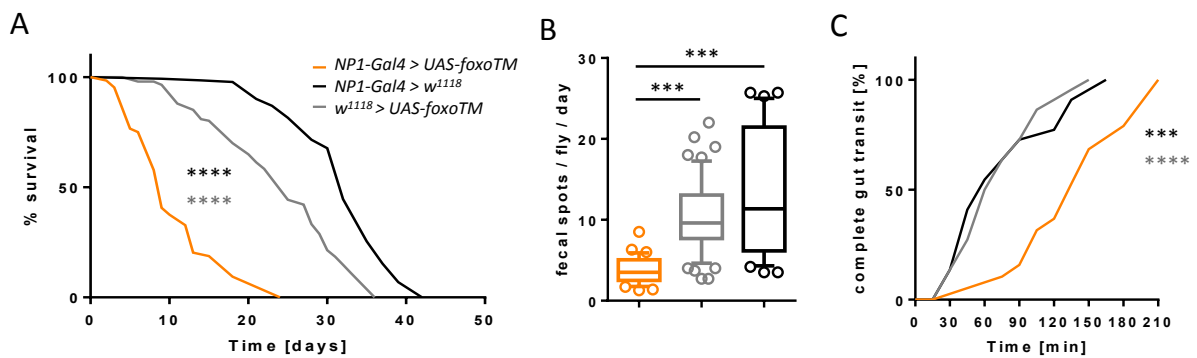 A
100
50
0
% survival
0 10 20 30 40 50
Time [days]
NP1-Gal4 > UAS-foxoTM
NP1-Gal4 > w1118
w1118 > UAS-foxoTM
****
****
B
30
20
10
0
fecal spots / fly / day
***
***
C
100
50
0
complete gut transit [%]
0 30 60 90 120 150 180 210
Time [min]
***
****